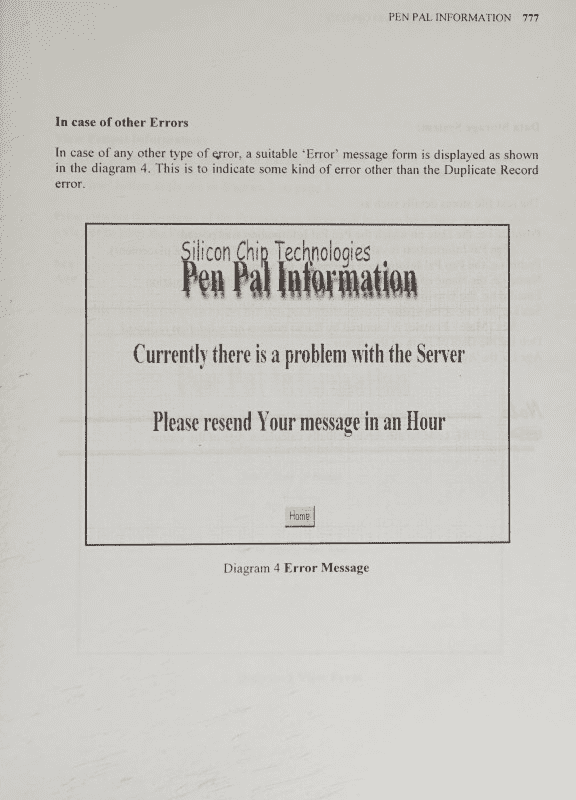 PEN PAL INFORMATION 777
In case of other Errors
In case of any other type of error, a suitable ‘Error’ message form is displayed as shown
in the diagram 4. This is to indicate some kind of error other than the Duplicate Record
error.
Silicon Chip Technologies
Pen Pal Information
Currently there is a problem with the Server
Please resend Your message in an Hour
Home
Diagram 4 Error Message